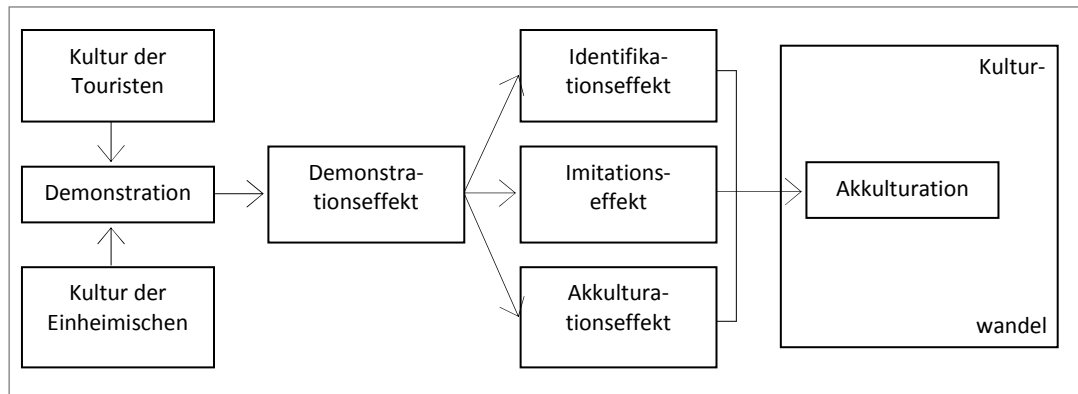 Kultur der
Touristen
Demonstration
Kultur der
Einheimischen
Demonstra-
tionseffekt
Identifika-
tionseffekt
Imitations-
effekt
Akkultura-
tionseffekt
Kultur-
Akkulturation
wandel